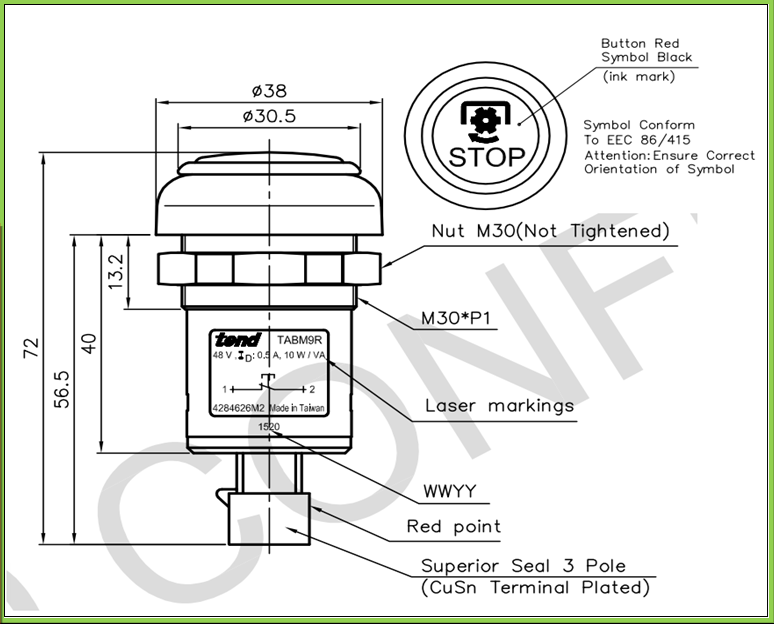 Button Red
Symbol Black
(ink mark)
ø38
ø30.5
STOP
Symbol Conform
To EEC 86/415
Attention:Ensure Correct
Orientation of Symbol
Nut M30(Not Tightened)
13.2
M30*P1
72
56.5
40
tend TABM9R
48 V , ID: 0.5 A, 10 W / VA
1 2
4284626M2 Made in Taiwan
Laser markings
1520
WWYY
Red point
Superior Seal 3 Pole
(CuSn Terminal Plated)
CONF